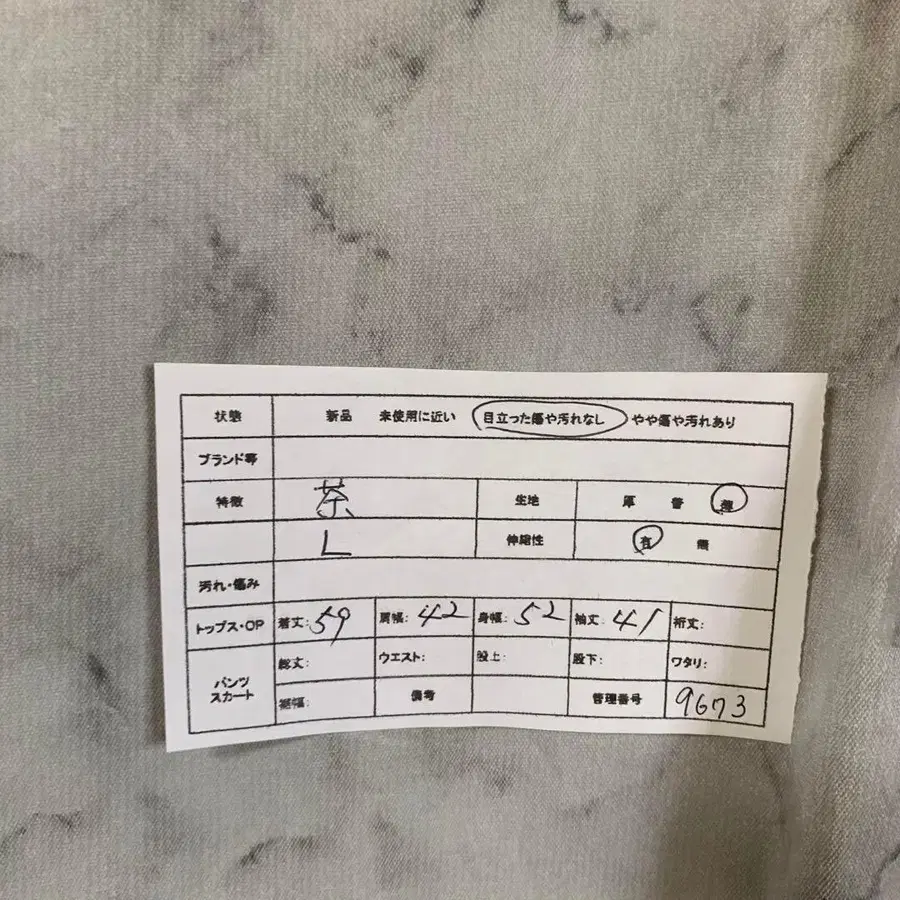 状態 新品 未使用に近い 目立った傷や汚れなし やや傷や汚れあり
ブランド等
特徴 茶 生地 厚 普 薄
L 伸縮性 有 無
汚れ・傷み
トップス・OP 着丈:59 肩幅:42 身幅:52 袖丈:41 裄丈:
パンツ スカート 総丈: ウエスト: 股上: 股下: ワタリ:
裾幅: 備考 管理番号 9673